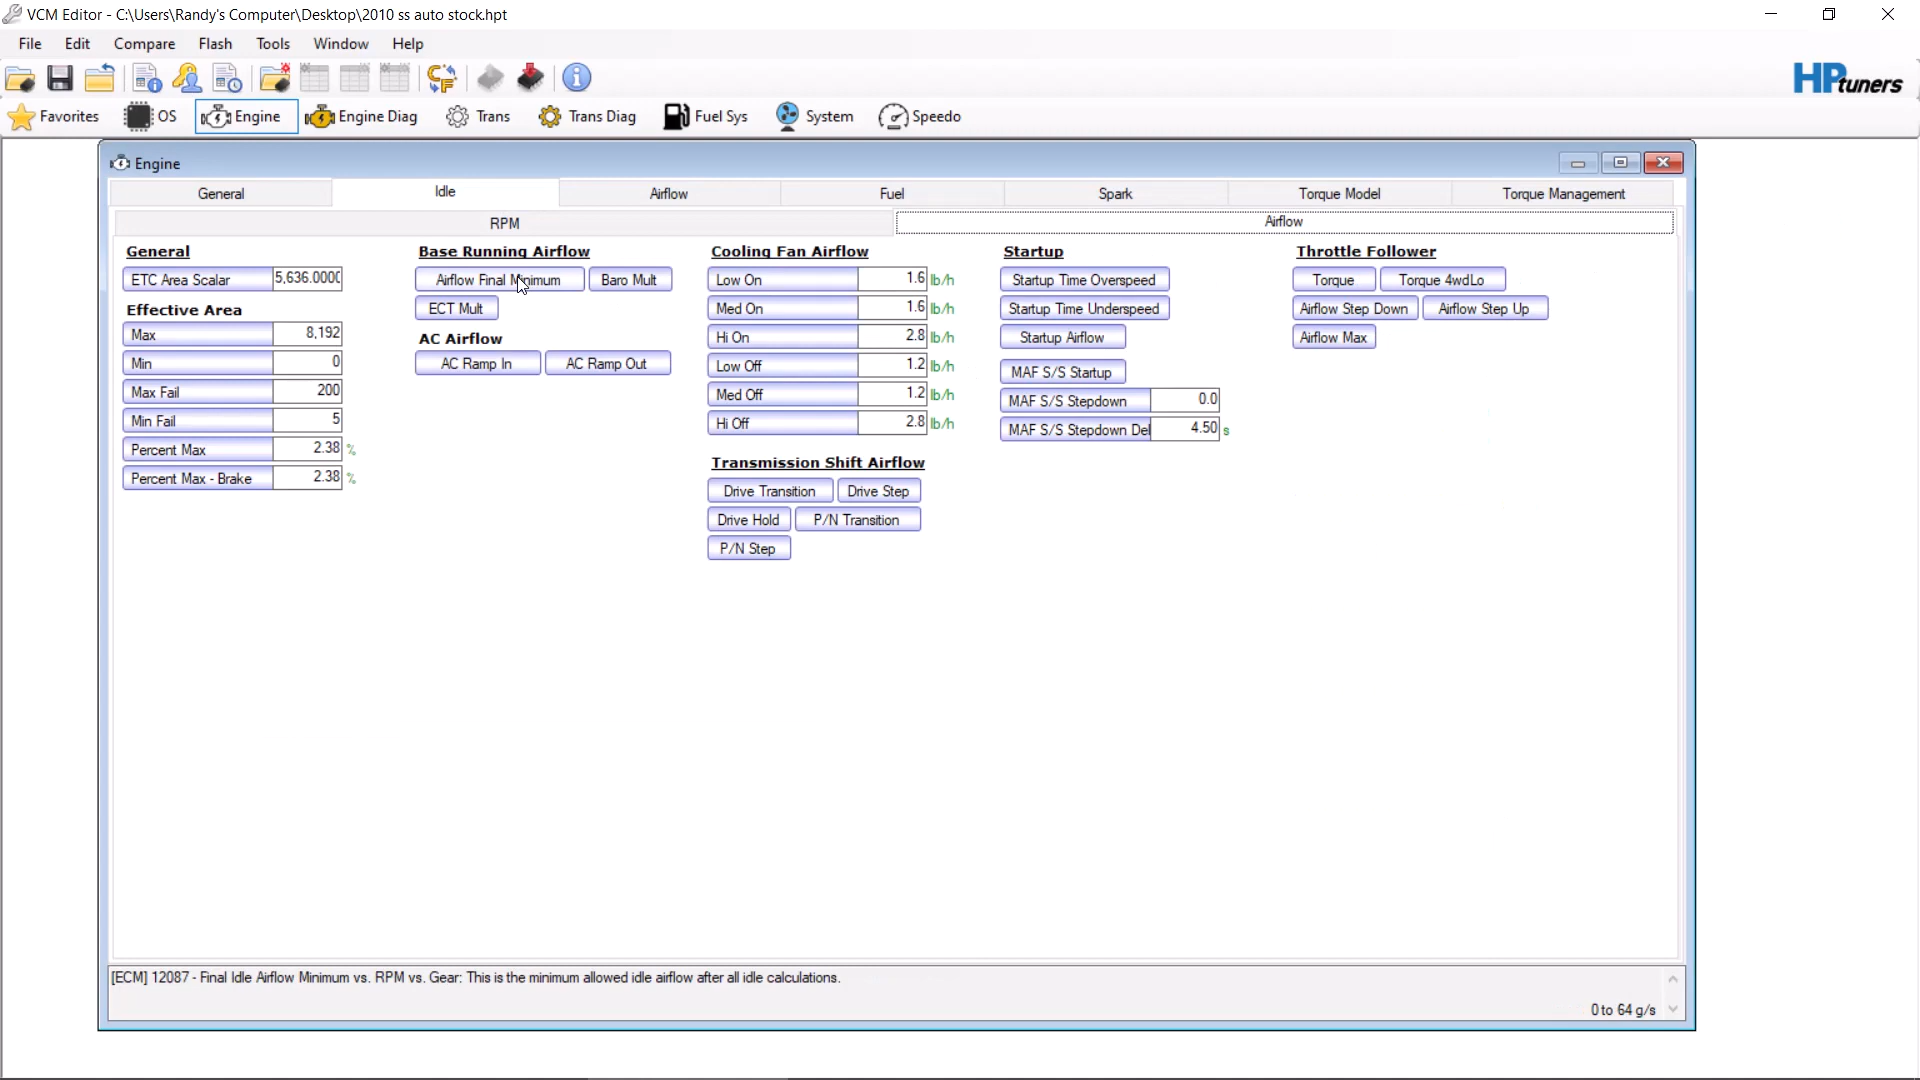 VCM Editor - C:\Users\Randy's Computer\Desktop\2010 ss auto stock.hpt
File Edit Compare Flash Tools Window Help
HPtuners
Favorites OS Engine Engine Diag Trans Trans Diag Fuel Sys System Speedo
Engine
General Idle Airflow Fuel Spark Torque Model Torque Management
RPM Airflow
General
ETC Area Scalar 5,636.0000
Effective Area
Max 8,192
Min 0
Max Fail 200
Min Fail 5
Percent Max 2.38 %
Percent Max - Brake 2.38 %
Base Running Airflow
Airflow Final Minimum Baro Mult
ECT Mult
AC Airflow
AC Ramp In AC Ramp Out
Cooling Fan Airflow
Low On 1.6 lb/h
Med On 1.6 lb/h
Hi On 2.8 lb/h
Low Off 1.2 lb/h
Med Off 1.2 lb/h
Hi Off 2.8 lb/h
Transmission Shift Airflow
Drive Transition Drive Step
Drive Hold P/N Transition
P/N Step
Startup
Startup Time Overspeed
Startup Time Underspeed
Startup Airflow
MAF S/S Startup
MAF S/S Stepdown 0.0
MAF S/S Stepdown Del 4.50 s
Throttle Follower
Torque Torque 4wdLo
Airflow Step Down Airflow Step Up
Airflow Max
[ECM] 12087 - Final Idle Airflow Minimum vs. RPM vs. Gear: This is the minimum allowed idle airflow after all idle calculations.
0 to 64 g/s